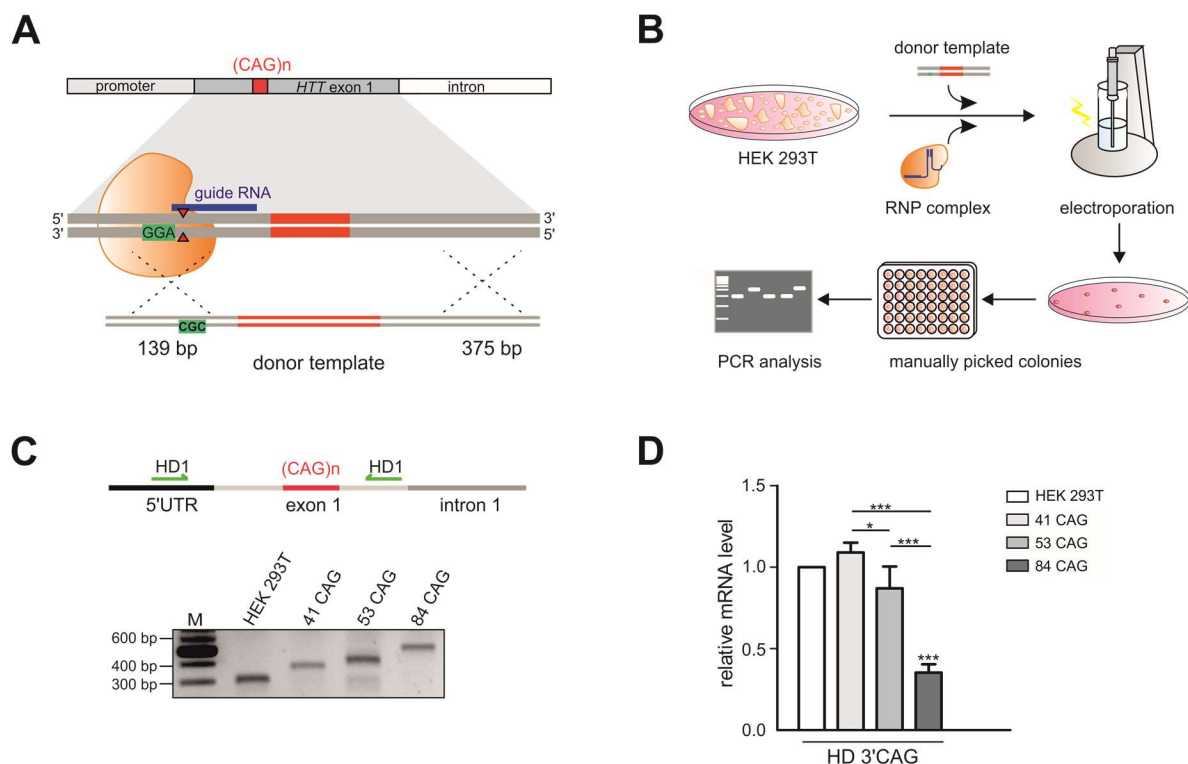 A
(CAG)n
promoter
HTT exon 1
intron
guide RNA
5'
3'
3'
GGA
5'
CGC
139 bp
375 bp
donor template
B
donor template
HEK 293T
RNP complex
electroporation
PCR analysis
manually picked colonies
C
HD1
(CAG)n
HD1
5'UTR
exon 1
intron 1
M
HEK 293T
41 CAG
53 CAG
84 CAG
600 bp
400 bp
300 bp
D
relative mRNA level
1.5
1.0
0.5
0.0
***
*
***
***
HD 3'CAG
HEK 293T
41 CAG
53 CAG
84 CAG